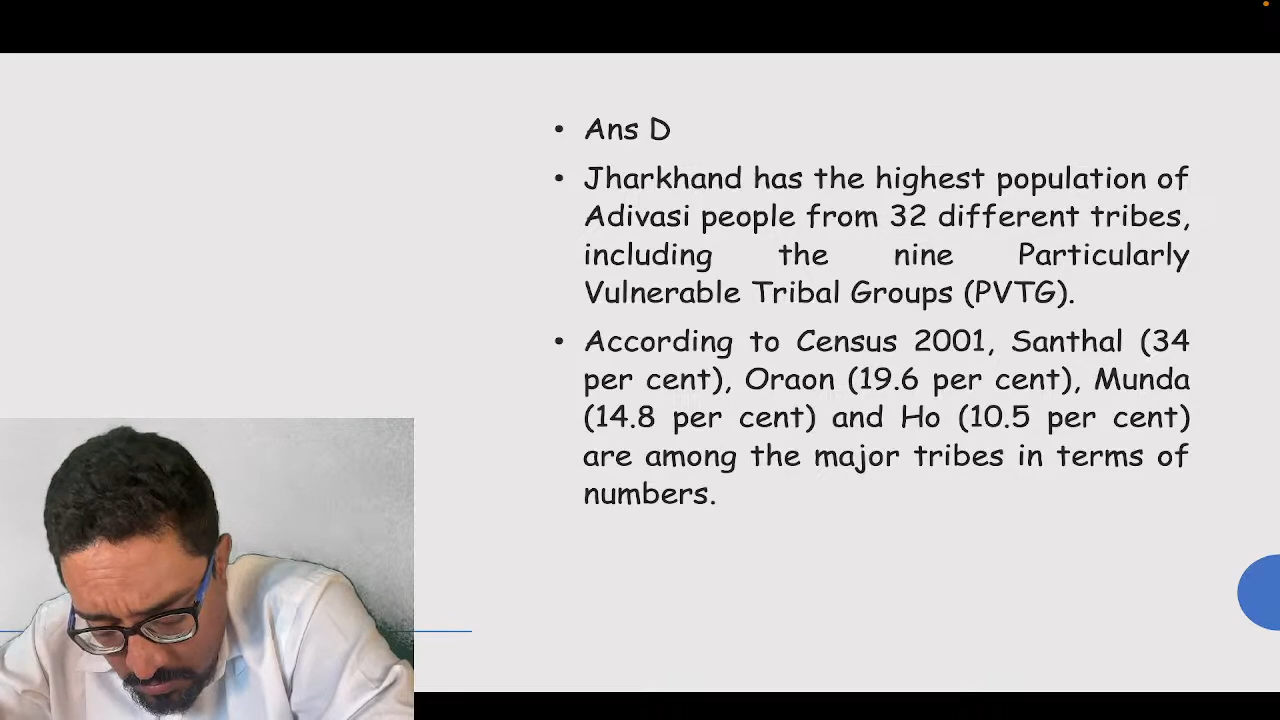 • Ans D
• Jharkhand has the highest population of
Adivasi people from 32 different tribes,
including the nine Particularly
Vulnerable Tribal Groups (PVTG).
• According to Census 2001, Santhal (34
per cent), Oraon (19.6 per cent), Munda
(14.8 per cent) and Ho (10.5 per cent)
are among the major tribes in terms of
numbers.